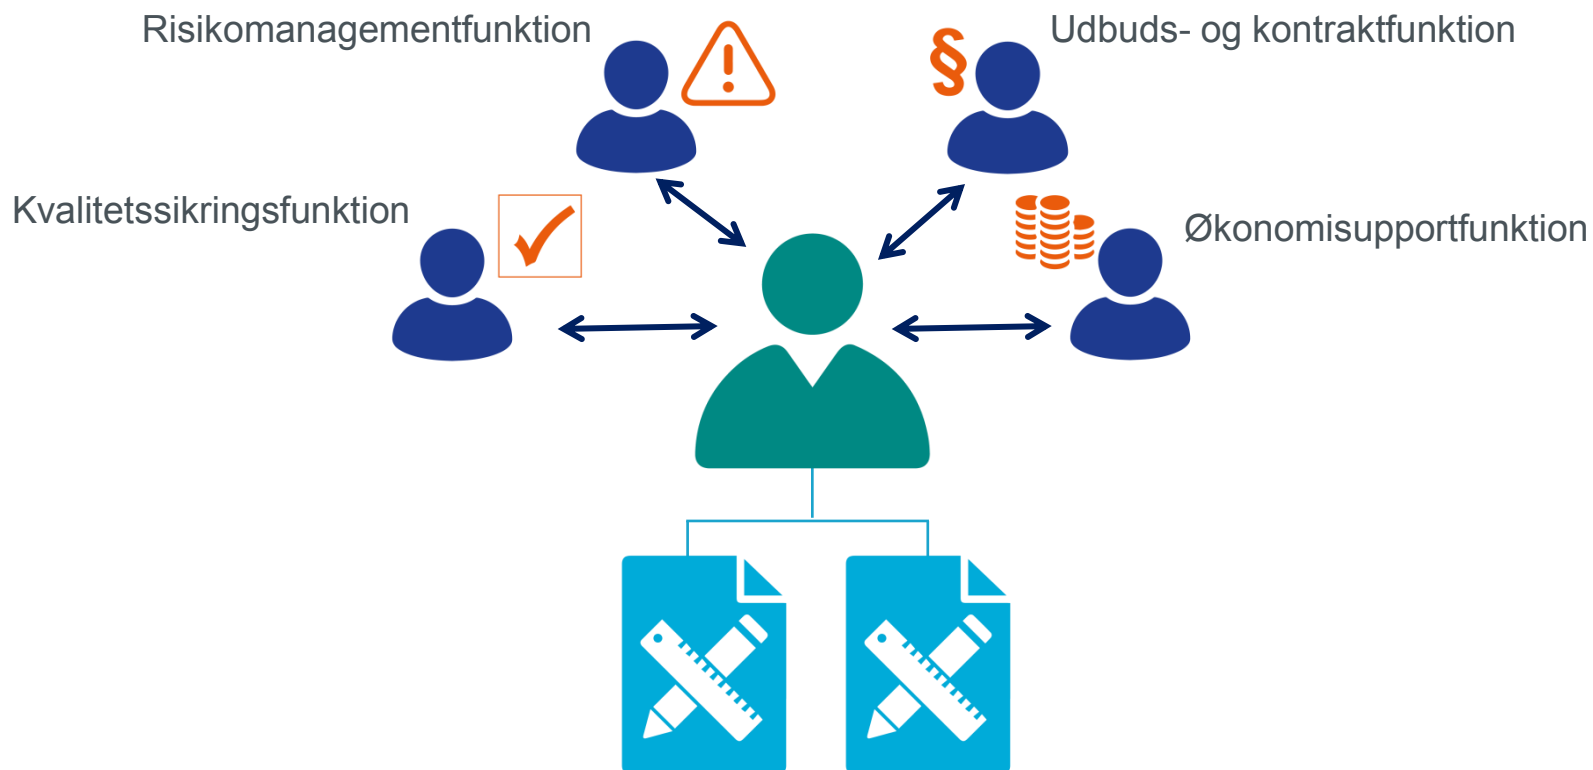 Risikomanagementfunktion
§ Udbuds- og kontraktfunktion
Kvalitetssikringsfunktion
Økonomisupportfunktion